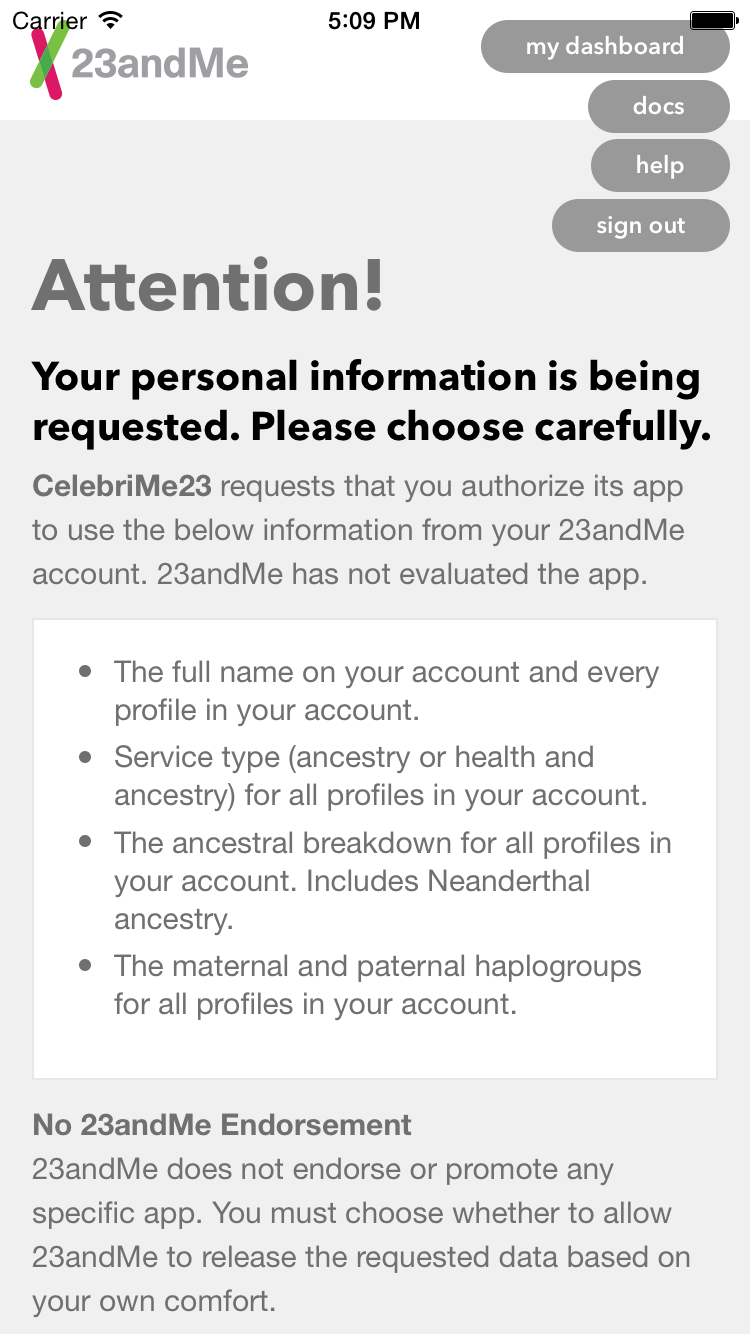 Carrier 5:09 PM
23andMe
my dashboard
docs
help
sign out
Attention!
Your personal information is being
requested. Please choose carefully.
CelebriMe23 requests that you authorize its app
to use the below information from your 23andMe
account. 23andMe has not evaluated the app.
• The full name on your account and every
profile in your account.
• Service type (ancestry or health and
ancestry) for all profiles in your account.
• The ancestral breakdown for all profiles in
your account. Includes Neanderthal
ancestry.
• The maternal and paternal haplogroups
for all profiles in your account.
No 23andMe Endorsement
23andMe does not endorse or promote any
specific app. You must choose whether to allow
23andMe to release the requested data based on
your own comfort.